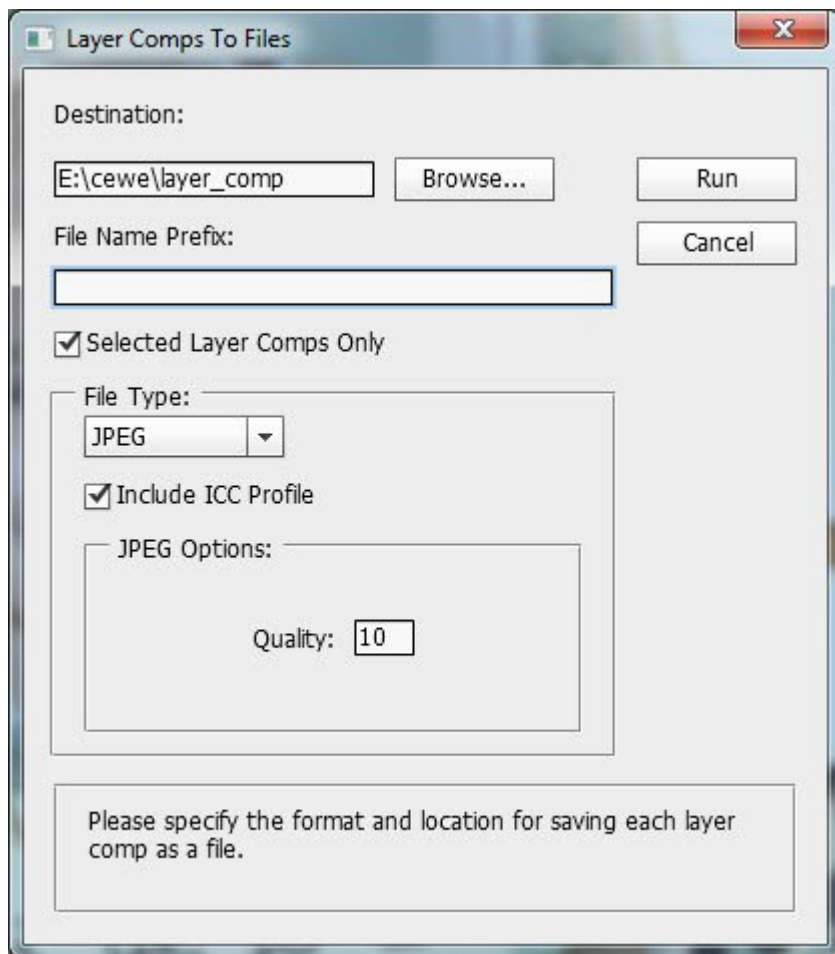 Layer Comps To Files
Destination:
E:\cewe\layer_comp
Browse...
Run
File Name Prefix:
Cancel
Selected Layer Comps Only
File Type:
JPEG
Include ICC Profile
JPEG Options:
Quality: 10
Please specify the format and location for saving each layer
comp as a file.